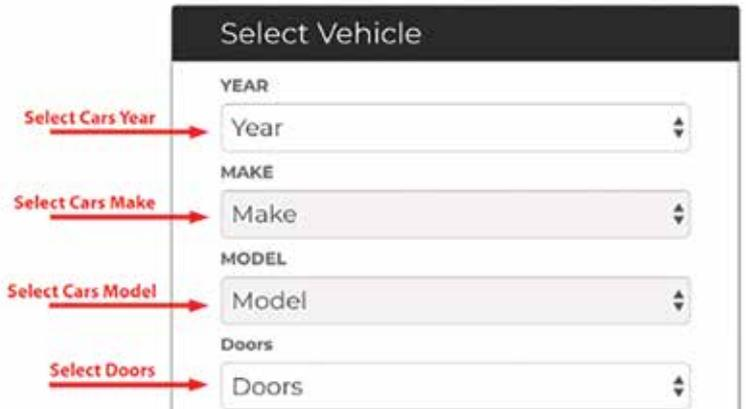 Select Vehicle
YEAR
Select Cars Year
Year
MAKE
Select Cars Make
Make
MODEL
Select Cars Model
Model
Doors
Select Doors
Doors